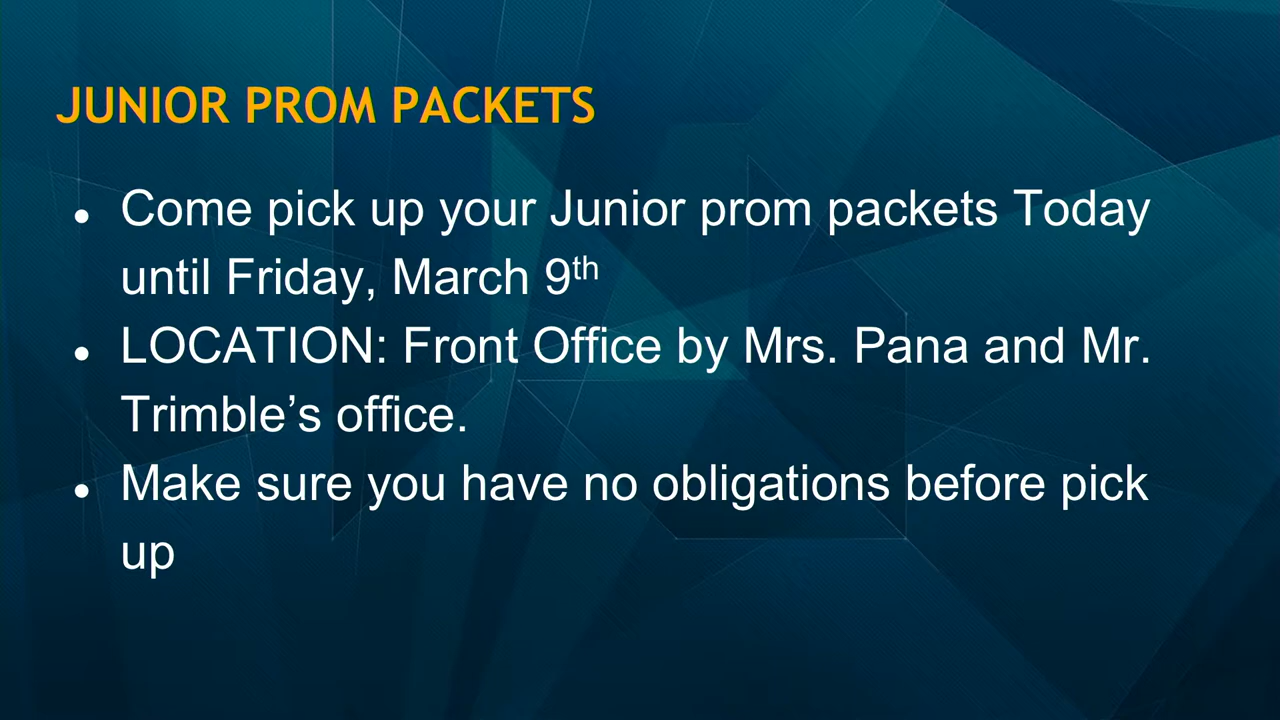 JUNIOR PROM PACKETS
● Come pick up your Junior prom packets Today
until Friday, March 9th
● LOCATION: Front Office by Mrs. Pana and Mr.
Trimble’s office.
● Make sure you have no obligations before pick
up